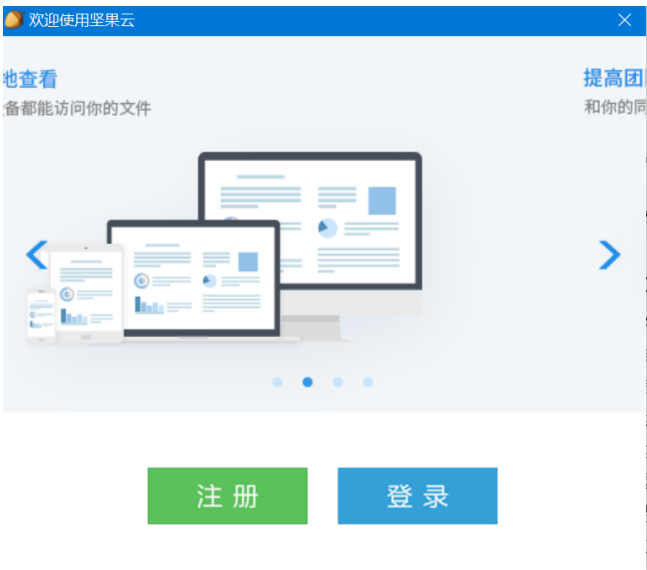 欢迎使用坚果云
地查看
备都能访问你的文件
提高团
和你的同
注册
登录